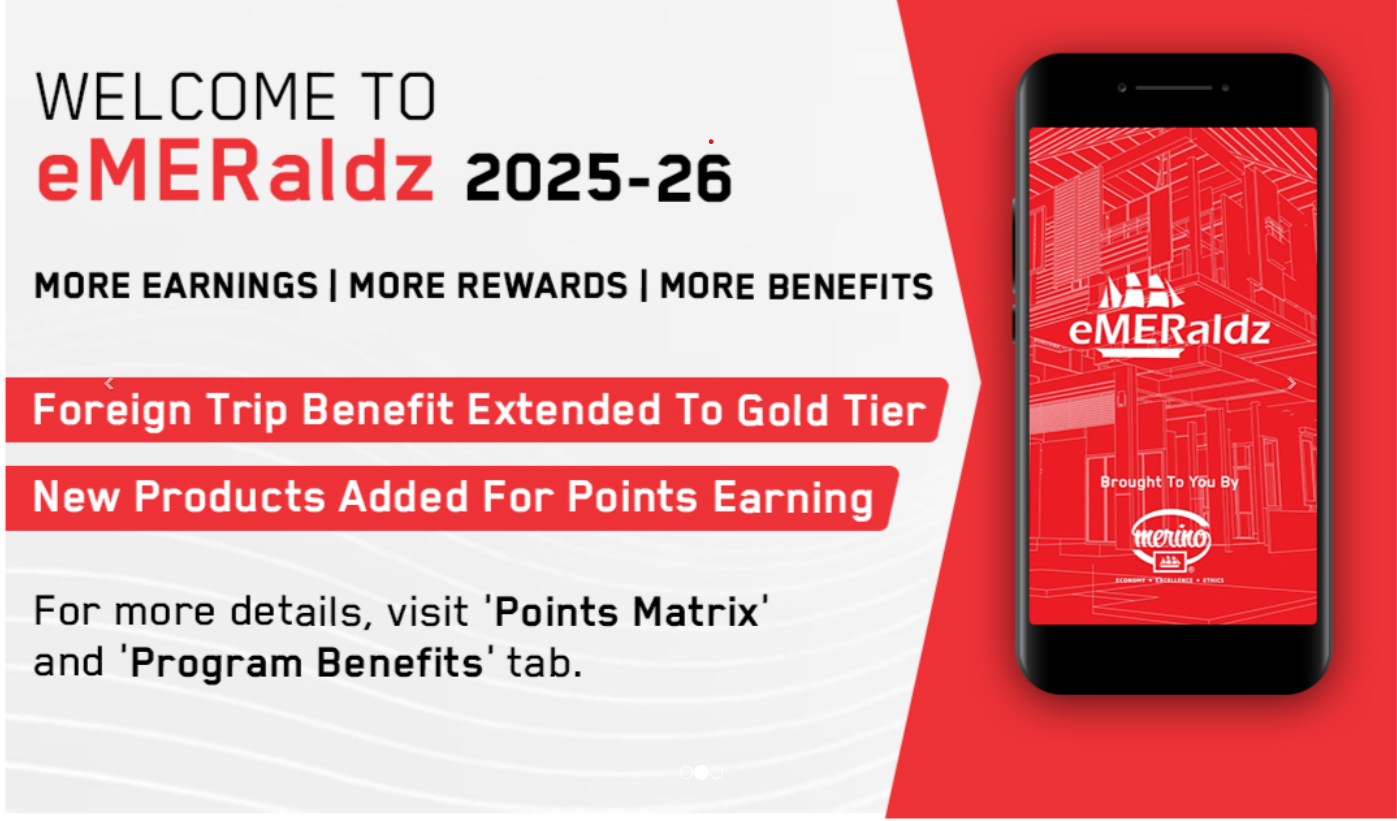 WELCOME TO
eMERaldz 2025-26
MORE EARNINGS | MORE REWARDS | MORE BENEFITS
Foreign Trip Benefit Extended To Gold Tier
New Products Added For Points Earning
For more details, visit 'Points Matrix'
and 'Program Benefits' tab.
eMERaldz
Brought To You By
merino
ECONOMY • EXCELLENCE • ETHICS